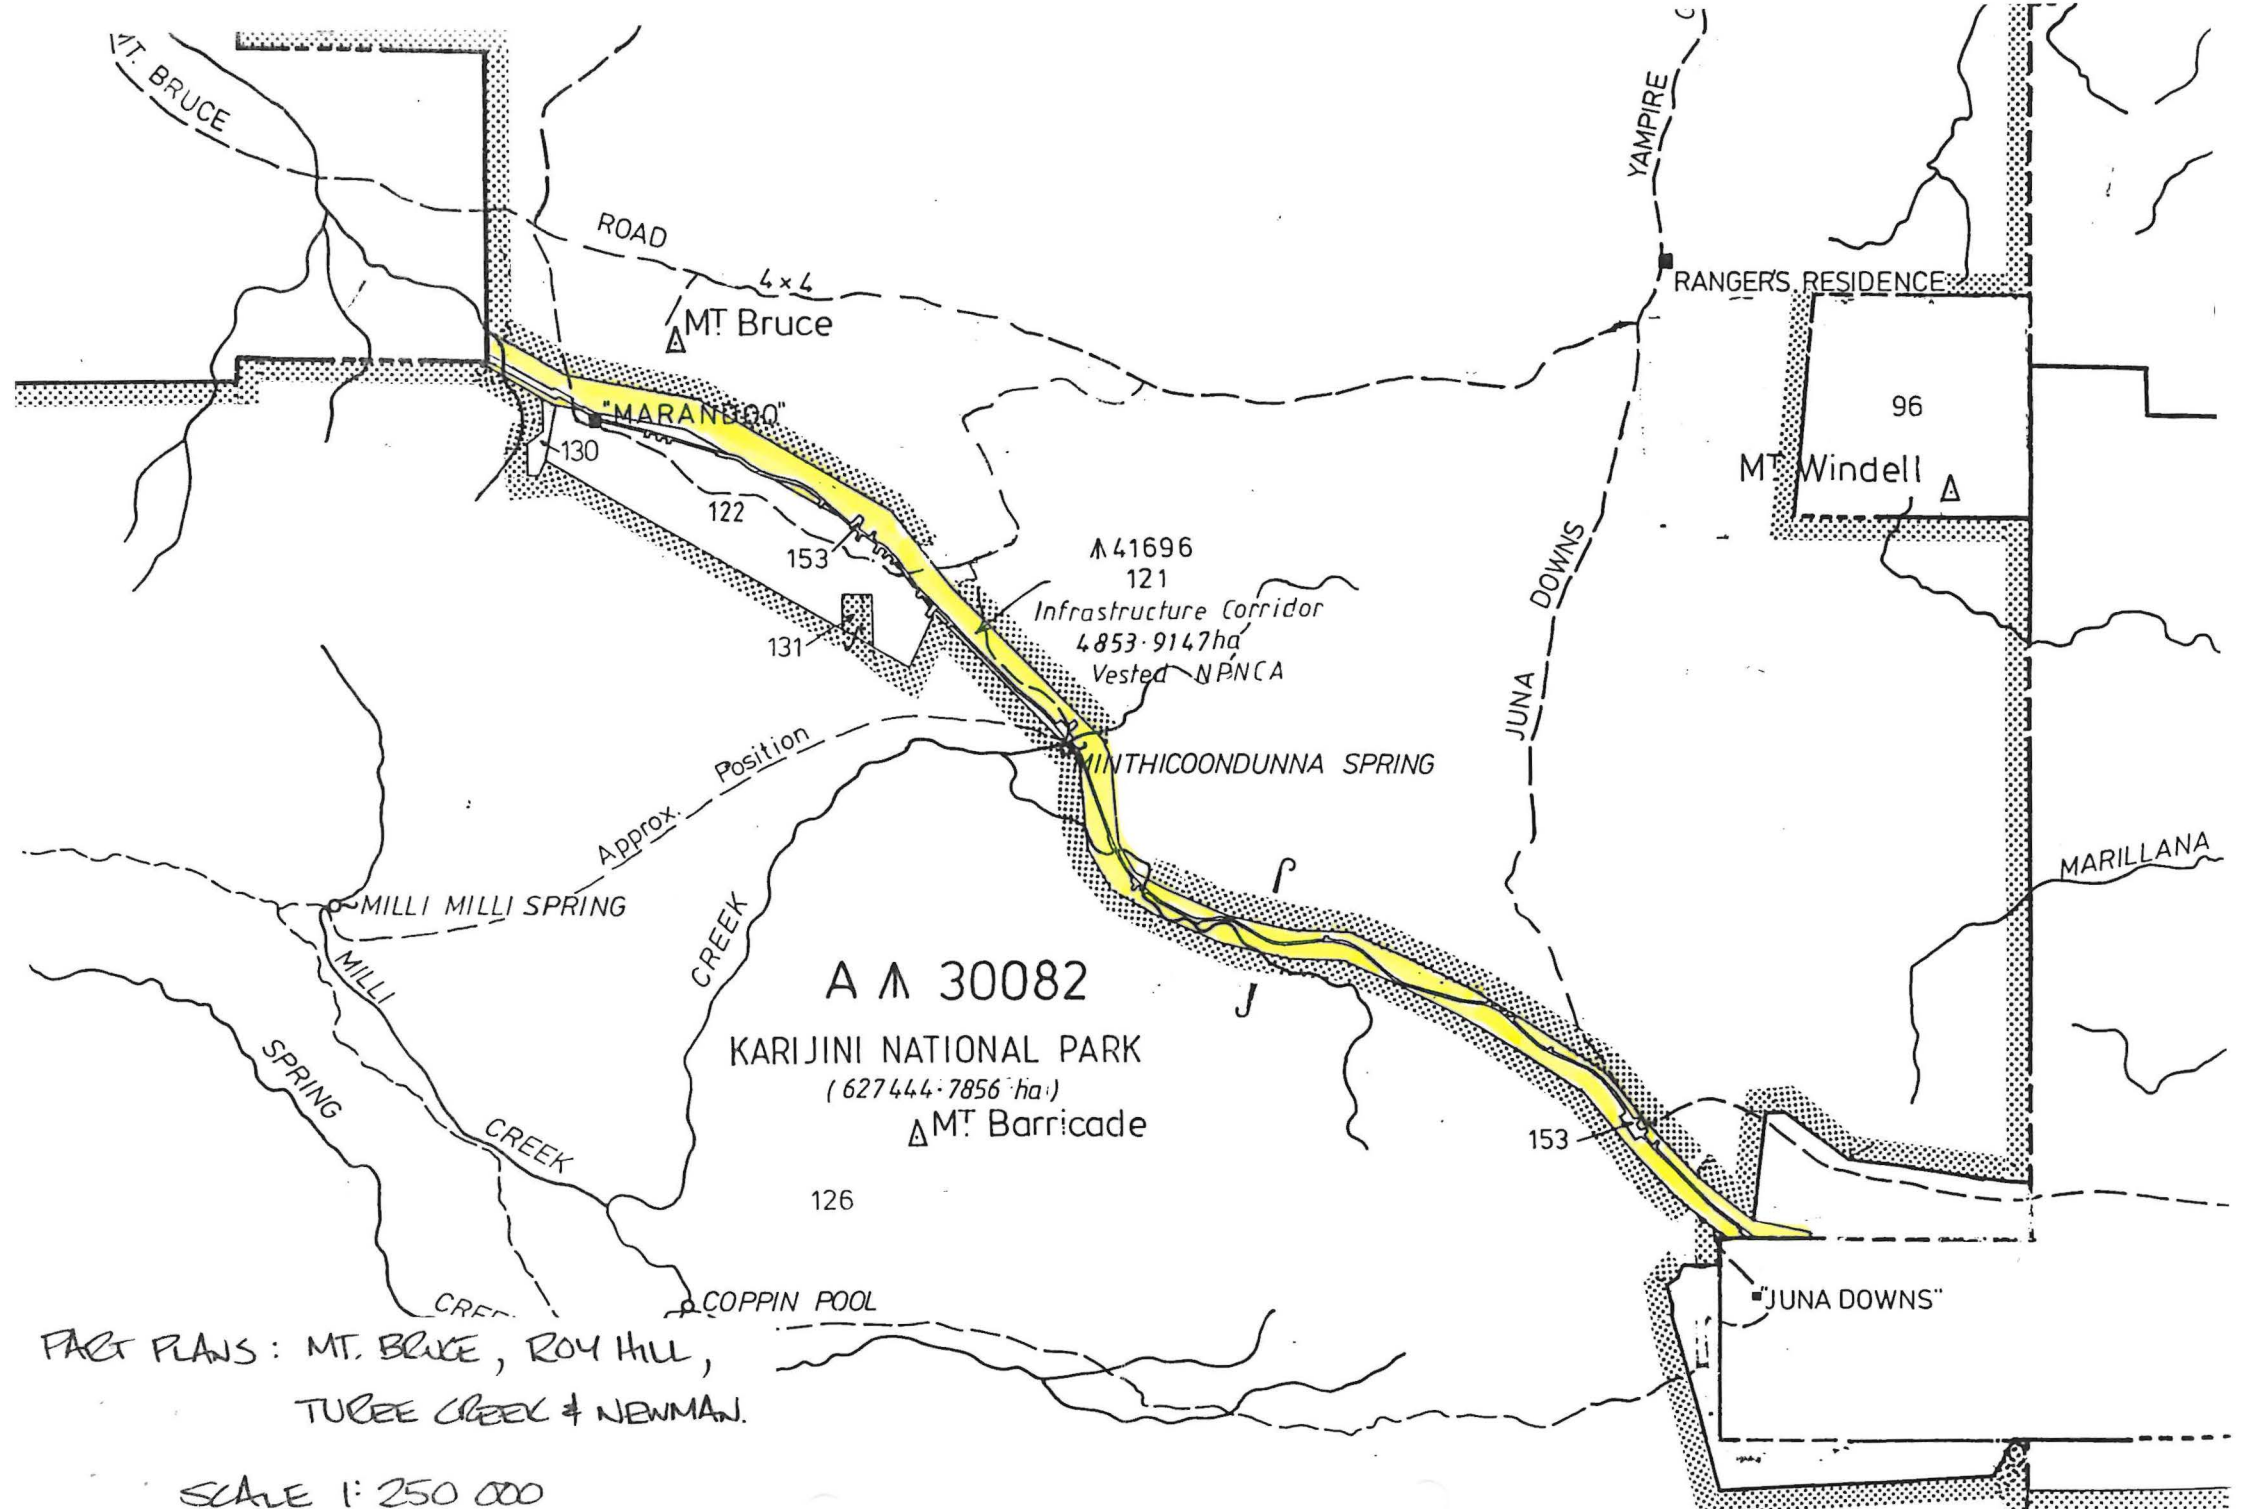 MT. BRUCE
ROAD
4x4
MT Bruce
YAMPIRE
RANGER'S RESIDENCE
96
MT Windell
"MARANDOO"
130
122
153
131
41696
121
Infrastructure Corridor
4853·9147ha
Vested NPNCA
JUNA DOWNS
MINTHICOONDUNNA SPRING
Approx. Position
MARILLANA
MILLI MILLI SPRING
MILLI
CREEK
CREEK
SPRING
A 30082
KARIJINI NATIONAL PARK
(627444·7856 ha)
MT Barricade
126
153
COPPIN POOL
"JUNA DOWNS"
PART PLANS: MT. BRUCE, ROY HILL,
TUREE CREEK & NEWMAN.
SCALE 1:250 000